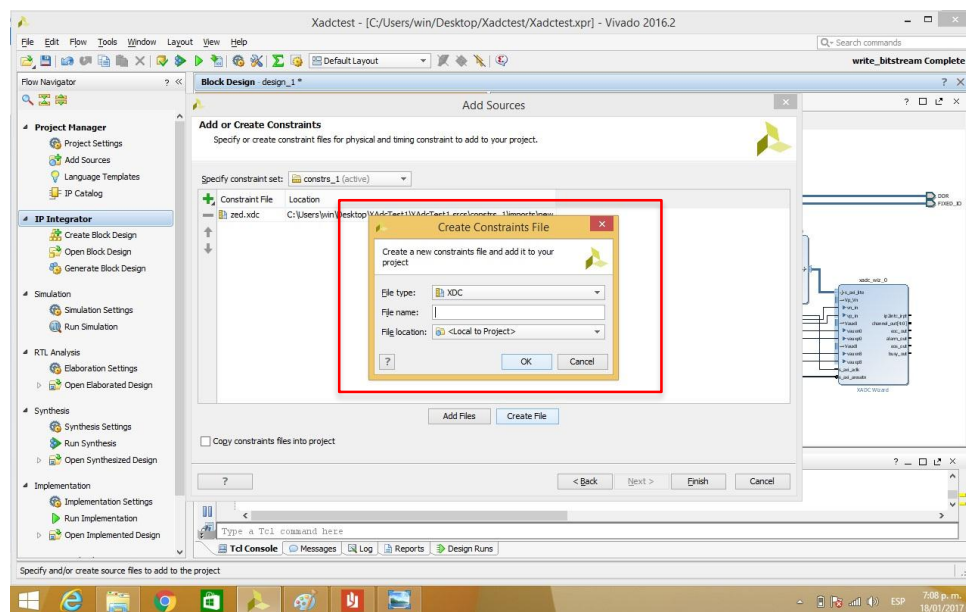 Xadctest - [C:/Users/win/Desktop/Xadctest/Xadctest.xpr] - Vivado 2016.2
File Edit Flow Tools Window Layout View Help
Search commands
Default Layout
write_bitstream Complete
Flow Navigator
Block Design - design_1 *
Project Manager
Project Settings
Add Sources
Language Templates
IP Catalog
IP Integrator
Create Block Design
Open Block Design
Generate Block Design
Simulation
Simulation Settings
Run Simulation
RTL Analysis
Elaboration Settings
Open Elaborated Design
Synthesis
Synthesis Settings
Run Synthesis
Open Synthesized Design
Implementation
Implementation Settings
Run Implementation
Open Implemented Design
Add Sources
Add or Create Constraints
Specify or create constraint files for physical and timing constraint to add to your project.
Specify constraint set: constrs_1 (active)
Constraint File Location
zed.xdc C:\Users\win\Desktop\XAdcTest1\XAdcTest1.srcs\constrs_1\imports\new
Create Constraints File
Create a new constraints file and add it to your
project
File type: XDC
File name:
File location: <Local to Project>
? OK Cancel
Add Files Create File
Copy constraints files into project
? < Back Next > Finish Cancel
DDR
FIXED_IO
xadc_wiz_0
XADC Wizard
Type a Tcl command here
Tcl Console Messages Log Reports Design Runs
Specify and/or create source files to add to the project
ESP
7:08 p. m.
18/01/2017